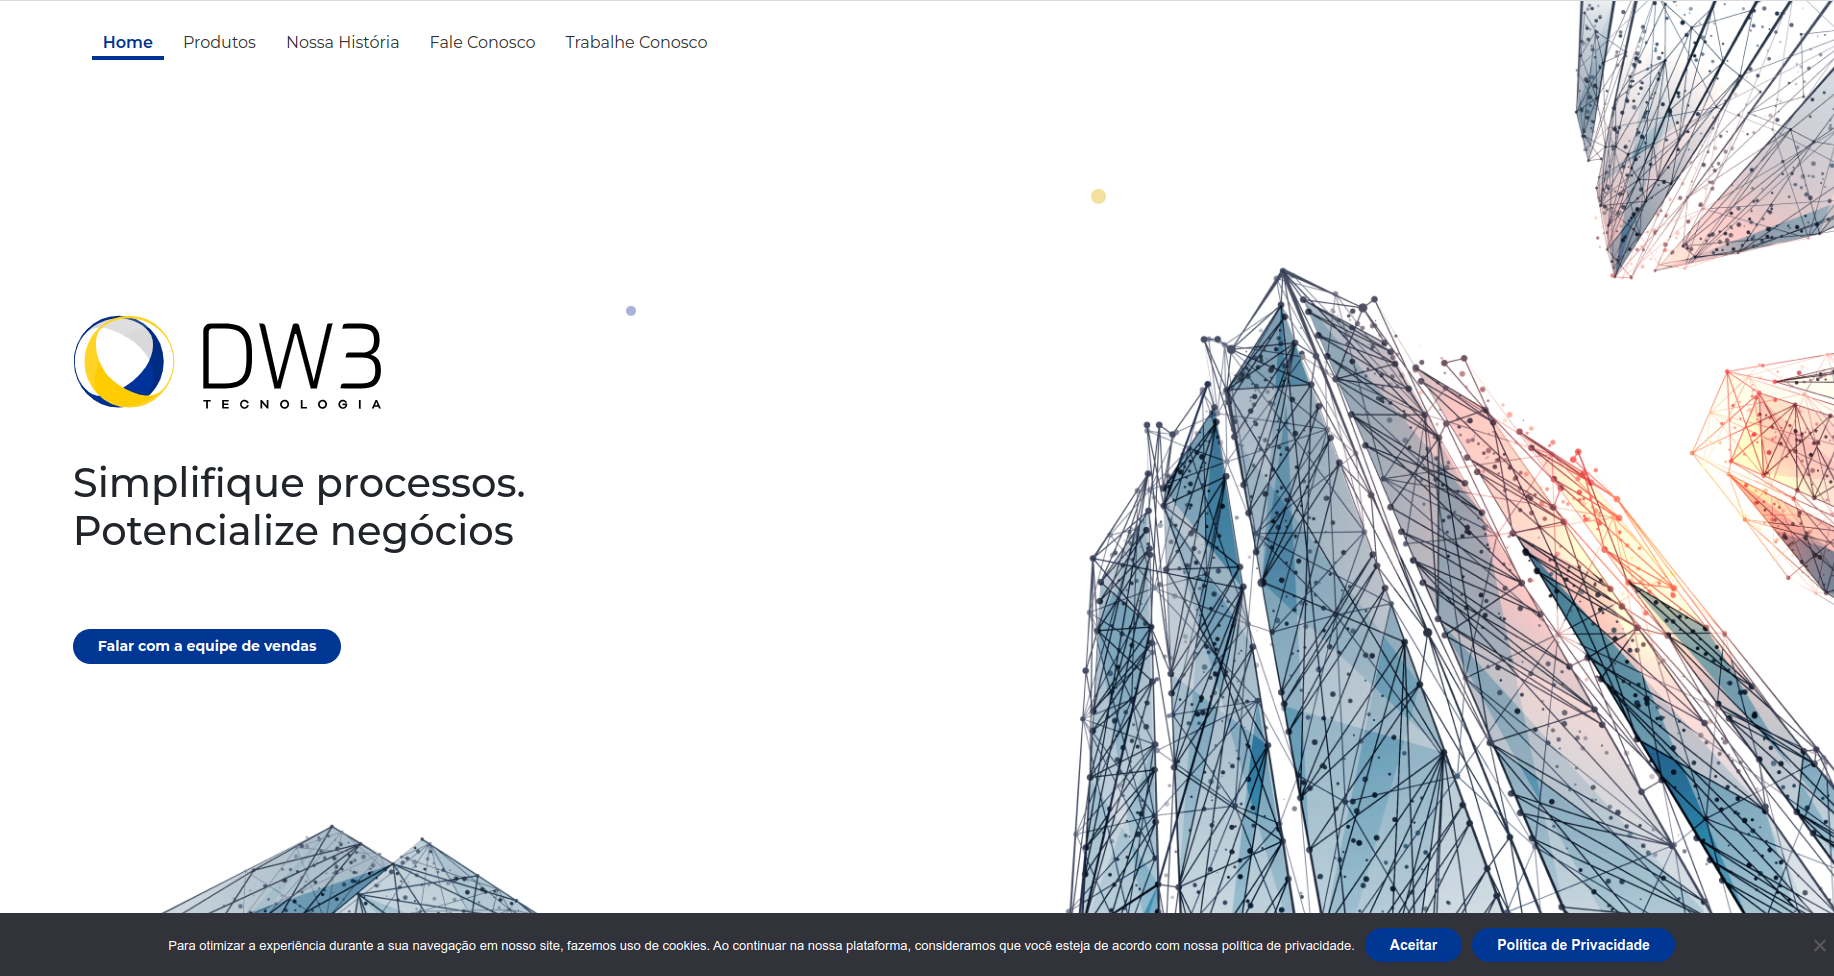 Home Produtos Nossa História Fale Conosco Trabalhe Conosco
DW3
TECNOLOGIA
Simplifique processos.
Potencialize negócios
Falar com a equipe de vendas
Para otimizar a experiência durante a sua navegação em nosso site, fazemos uso de cookies. Ao continuar na nossa plataforma, consideramos que você esteja de acordo com nossa política de privacidade. Aceitar Política de Privacidade